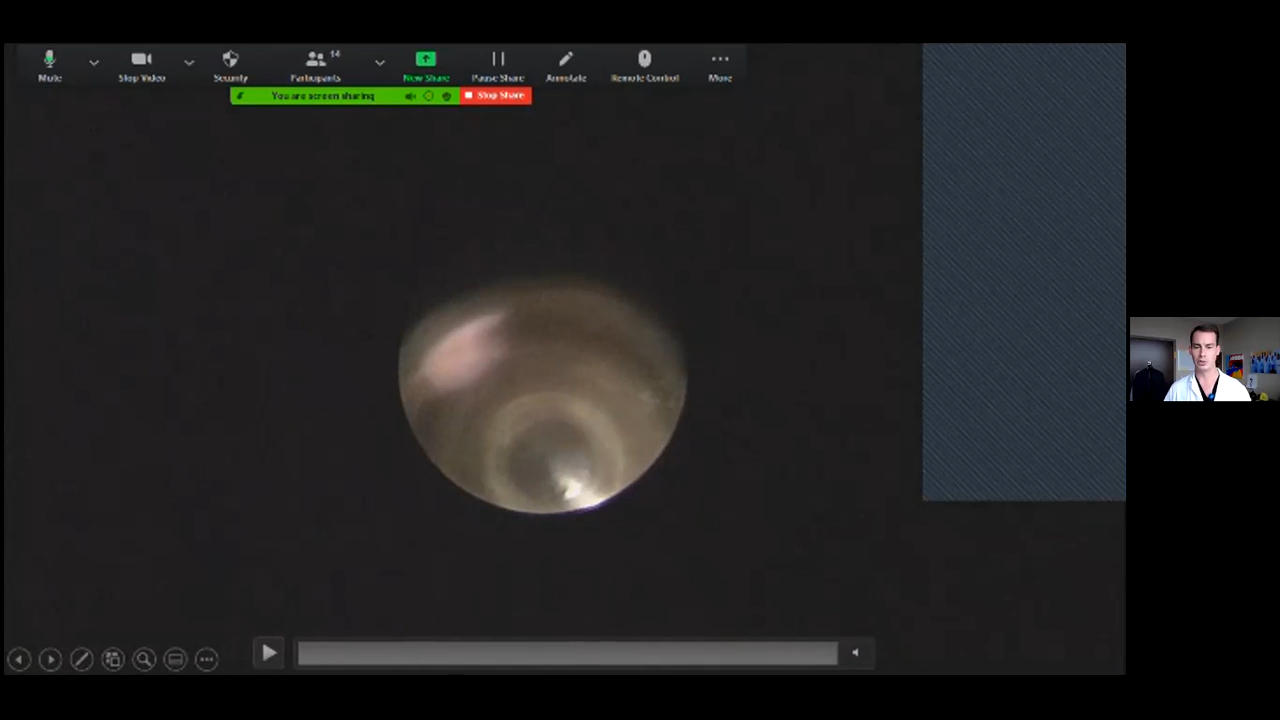 14
Mute Stop Video Security Participants New Share Pause Share Annotate Remote Control More
You are screen sharing Stop Share